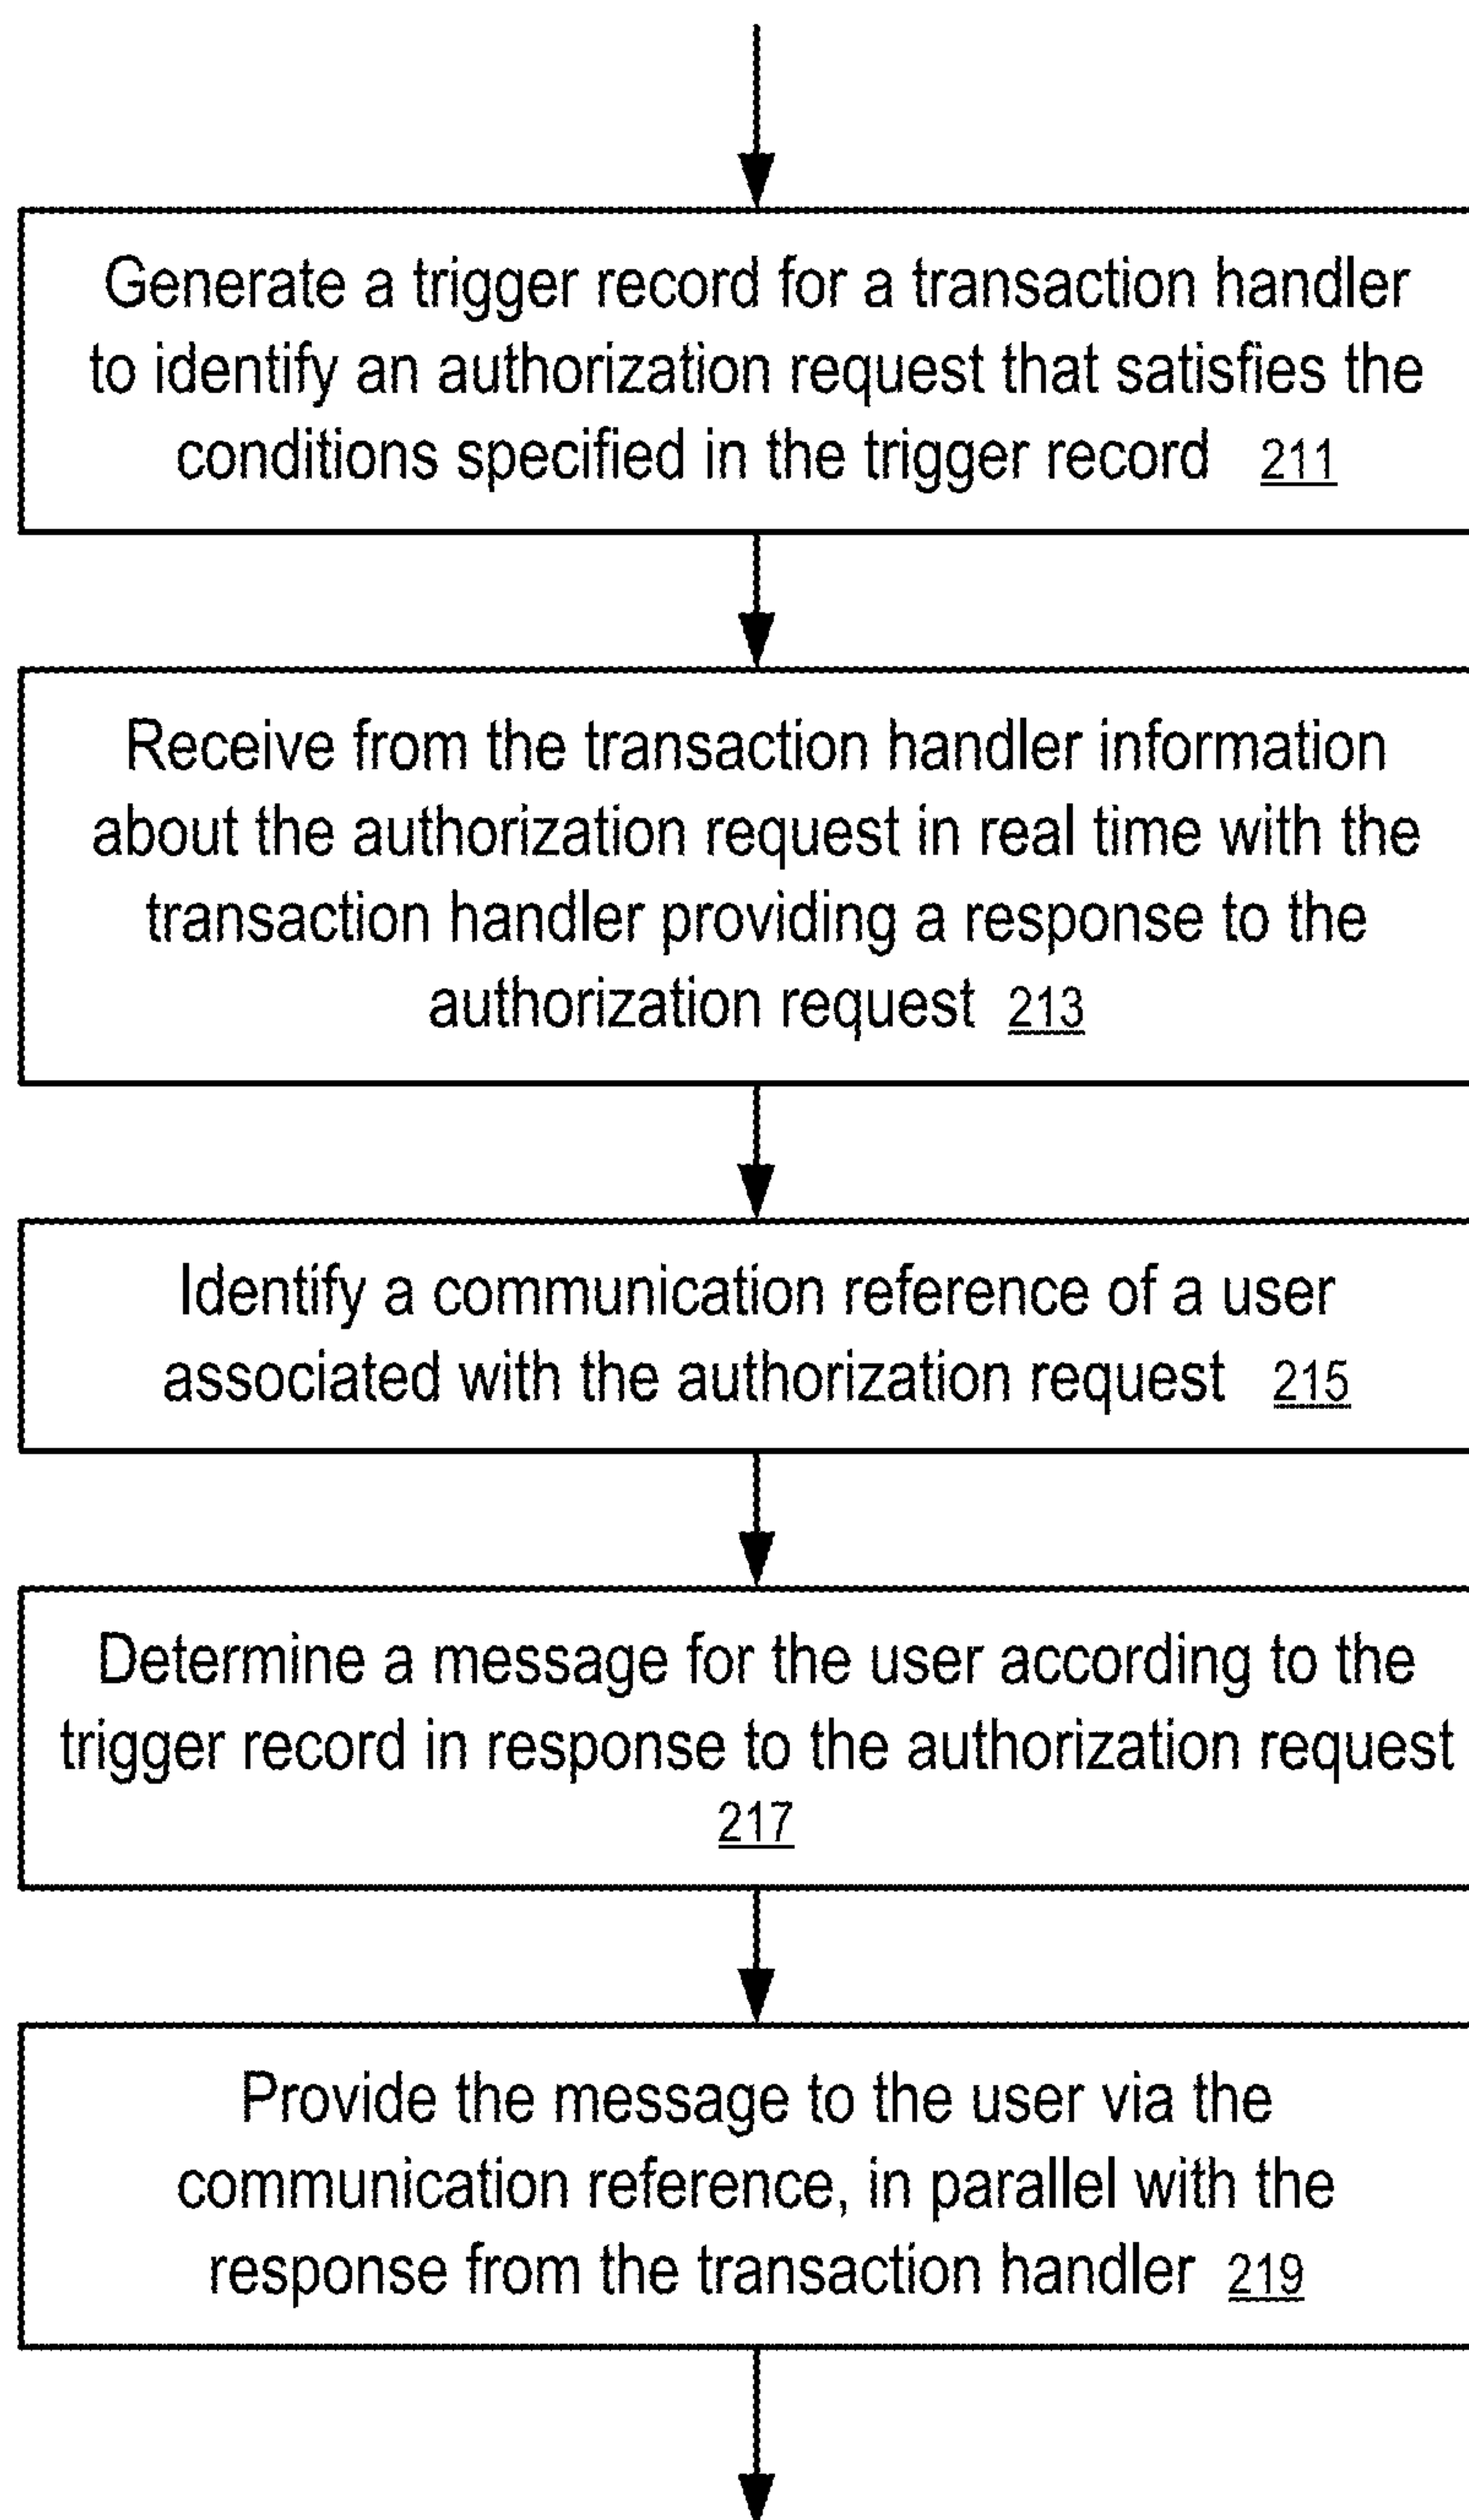 Generate a trigger record for a transaction handler
to identify an authorization request that satisfies the
conditions specified in the trigger record 211
Receive from the transaction handler information
about the authorization request in real time with the
transaction handler providing a response to the
authorization request 213
Identify a communication reference of a user
associated with the authorization request 215
Determine a message for the user according to the
trigger record in response to the authorization request
217
Provide the message to the user via the
communication reference, in parallel with the
response from the transaction handler 219